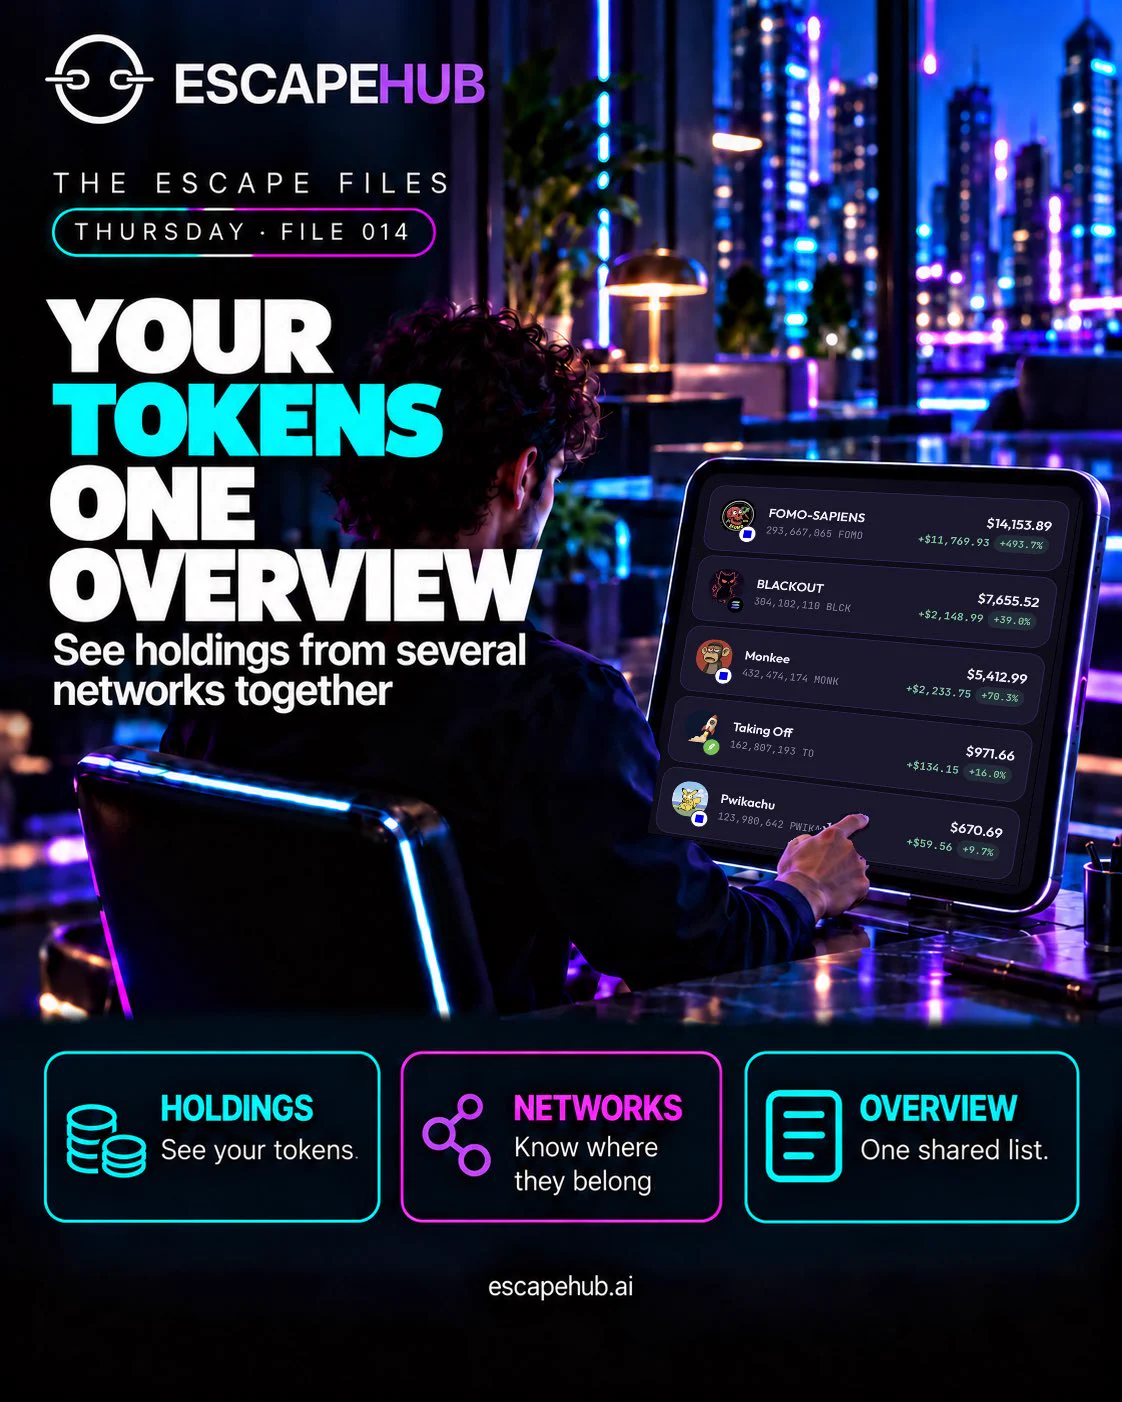 ESCAPEHUB
THE ESCAPE FILES
THURSDAY · FILE 014
YOUR
TOKENS
ONE
OVERVIEW
See holdings from several
networks together
FOMO-SAPIENS
$14,153.89
293,667,065 FOMO
+$11,769.93 +493.7%
BLACKOUT
$7,655.52
304,102,110 BLCK
+$2,148.99 +39.0%
Monkee
$5,412.99
432,474,174 MONK
+$2,233.75 +70.3%
Taking Off
$971.66
162,807,193 TO
+$134.15 +16.0%
Pwikachu
$670.69
123,980,642
+$59.56 +9.7%
HOLDINGS
See your tokens.
NETWORKS
Know where
they belong
OVERVIEW
One shared list.
escapehub.ai